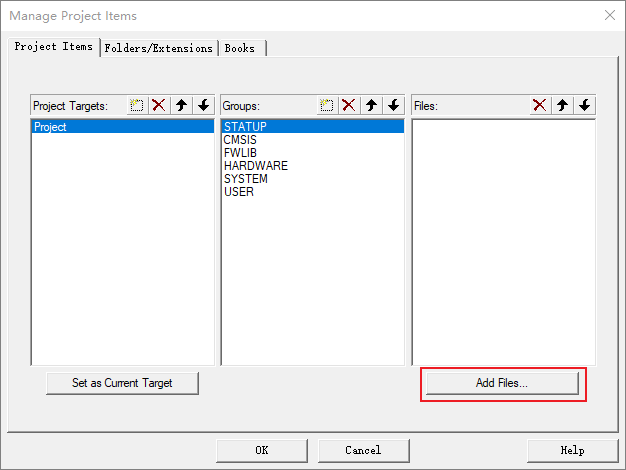 Manage Project Items
Project Items Folders/Extensions Books
Project Targets: Groups: Files:
Project
STATUP
CMSIS
FWLIB
HARDWARE
SYSTEM
USER
Set as Current Target Add Files...
OK Cancel Help